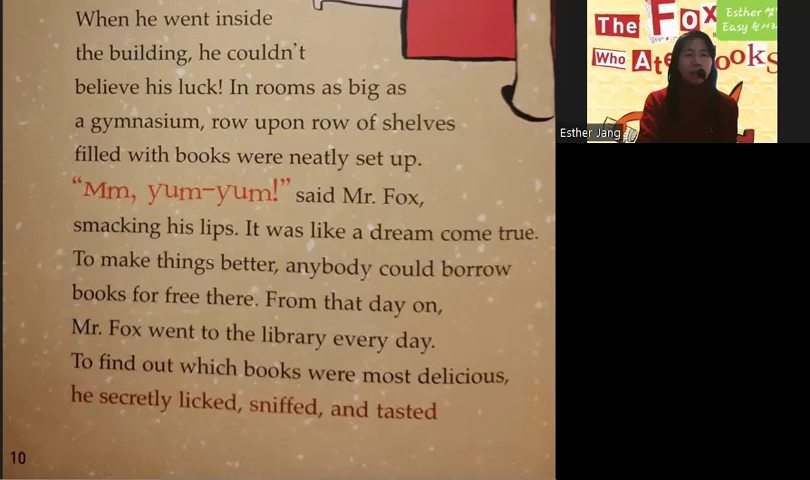 When he went inside
the building, he couldn't
believe his luck! In rooms as big as
a gymnasium, row upon row of shelves
filled with books were neatly set up.
“Mm, yum-yum!” said Mr. Fox,
smacking his lips. It was like a dream come true.
To make things better, anybody could borrow
books for free there. From that day on,
Mr. Fox went to the library every day.
To find out which books were most delicious,
he secretly licked, sniffed, and tasted
10
The Fox
Who Ate ooks
Esther
Easy
Esther Jang